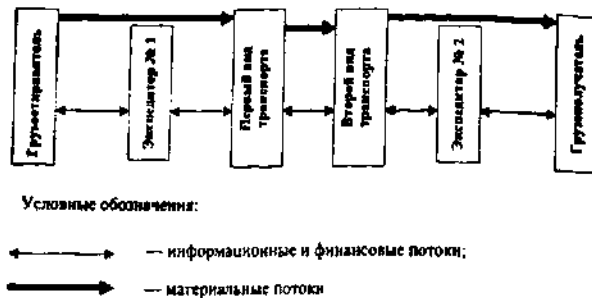 Грузоотправитель
Экспедитор № 1
Первый вид
транспорта
Второй вид
транспорта
Экспедитор № 2
Грузополучатель
Условные обозначения:
— информационные и финансовые потоки;
— материальные потоки